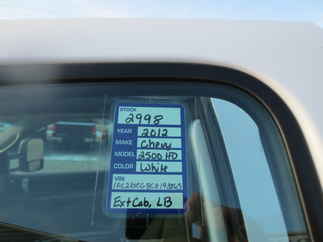 STOCK
2998
YEAR 2012
MAKE Chevy
MODEL 2500 HD
COLOR White
VIN
Ext Cab, LB